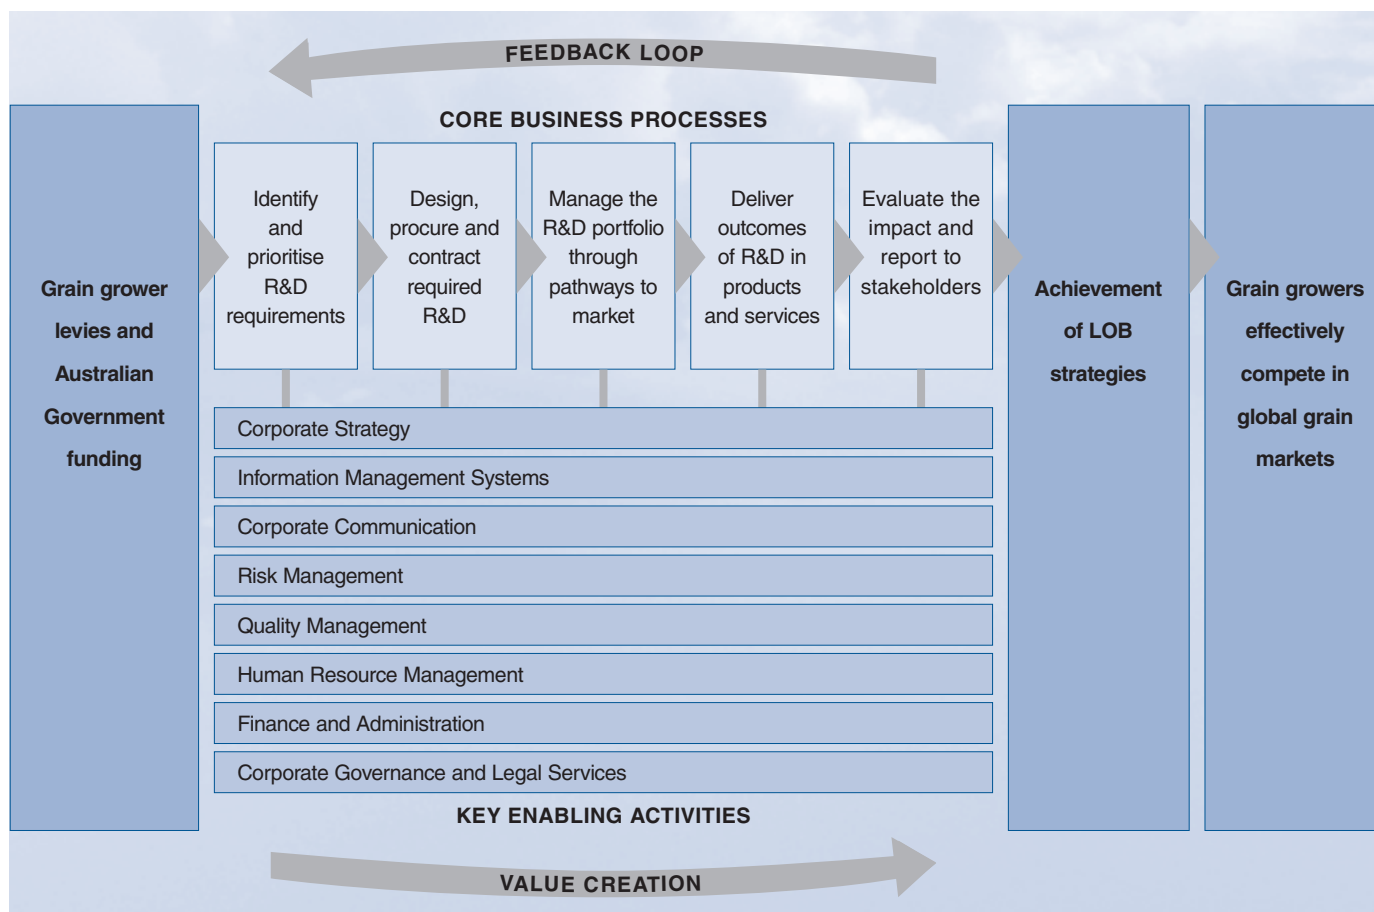 FEEDBACK LOOP
CORE BUSINESS PROCESSES
Grain grower
levies and
Australian
Government
funding
Identify
and
prioritise
R&D
requirements
Design,
procure and
contract
required
R&D
Manage the
R&D portfolio
through
pathways to
market
Deliver
outcomes
of R&D in
products
and services
Evaluate the
impact and
report to
stakeholders
Achievement
of LOB
strategies
Grain growers
effectively
compete in
global grain
markets
Corporate Strategy
Information Management Systems
Corporate Communication
Risk Management
Quality Management
Human Resource Management
Finance and Administration
Corporate Governance and Legal Services
KEY ENABLING ACTIVITIES
VALUE CREATION